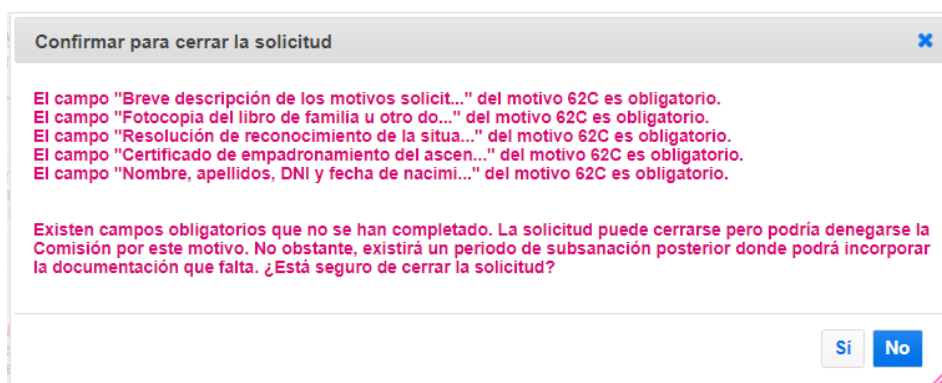 Confirmar para cerrar la solicitud
El campo "Breve descripción de los motivos solicit..." del motivo 62C es obligatorio.
El campo "Fotocopia del libro de familia u otro do..." del motivo 62C es obligatorio.
El campo "Resolución de reconocimiento de la situa..." del motivo 62C es obligatorio.
El campo "Certificado de empadronamiento del ascen..." del motivo 62C es obligatorio.
El campo "Nombre, apellidos, DNI y fecha de nacimi..." del motivo 62C es obligatorio.
Existen campos obligatorios que no se han completado. La solicitud puede cerrarse pero podría denegarse la
Comisión por este motivo. No obstante, existirá un periodo de subsanación posterior donde podrá incorporar
la documentación que falta. ¿Está seguro de cerrar la solicitud?
Sí No